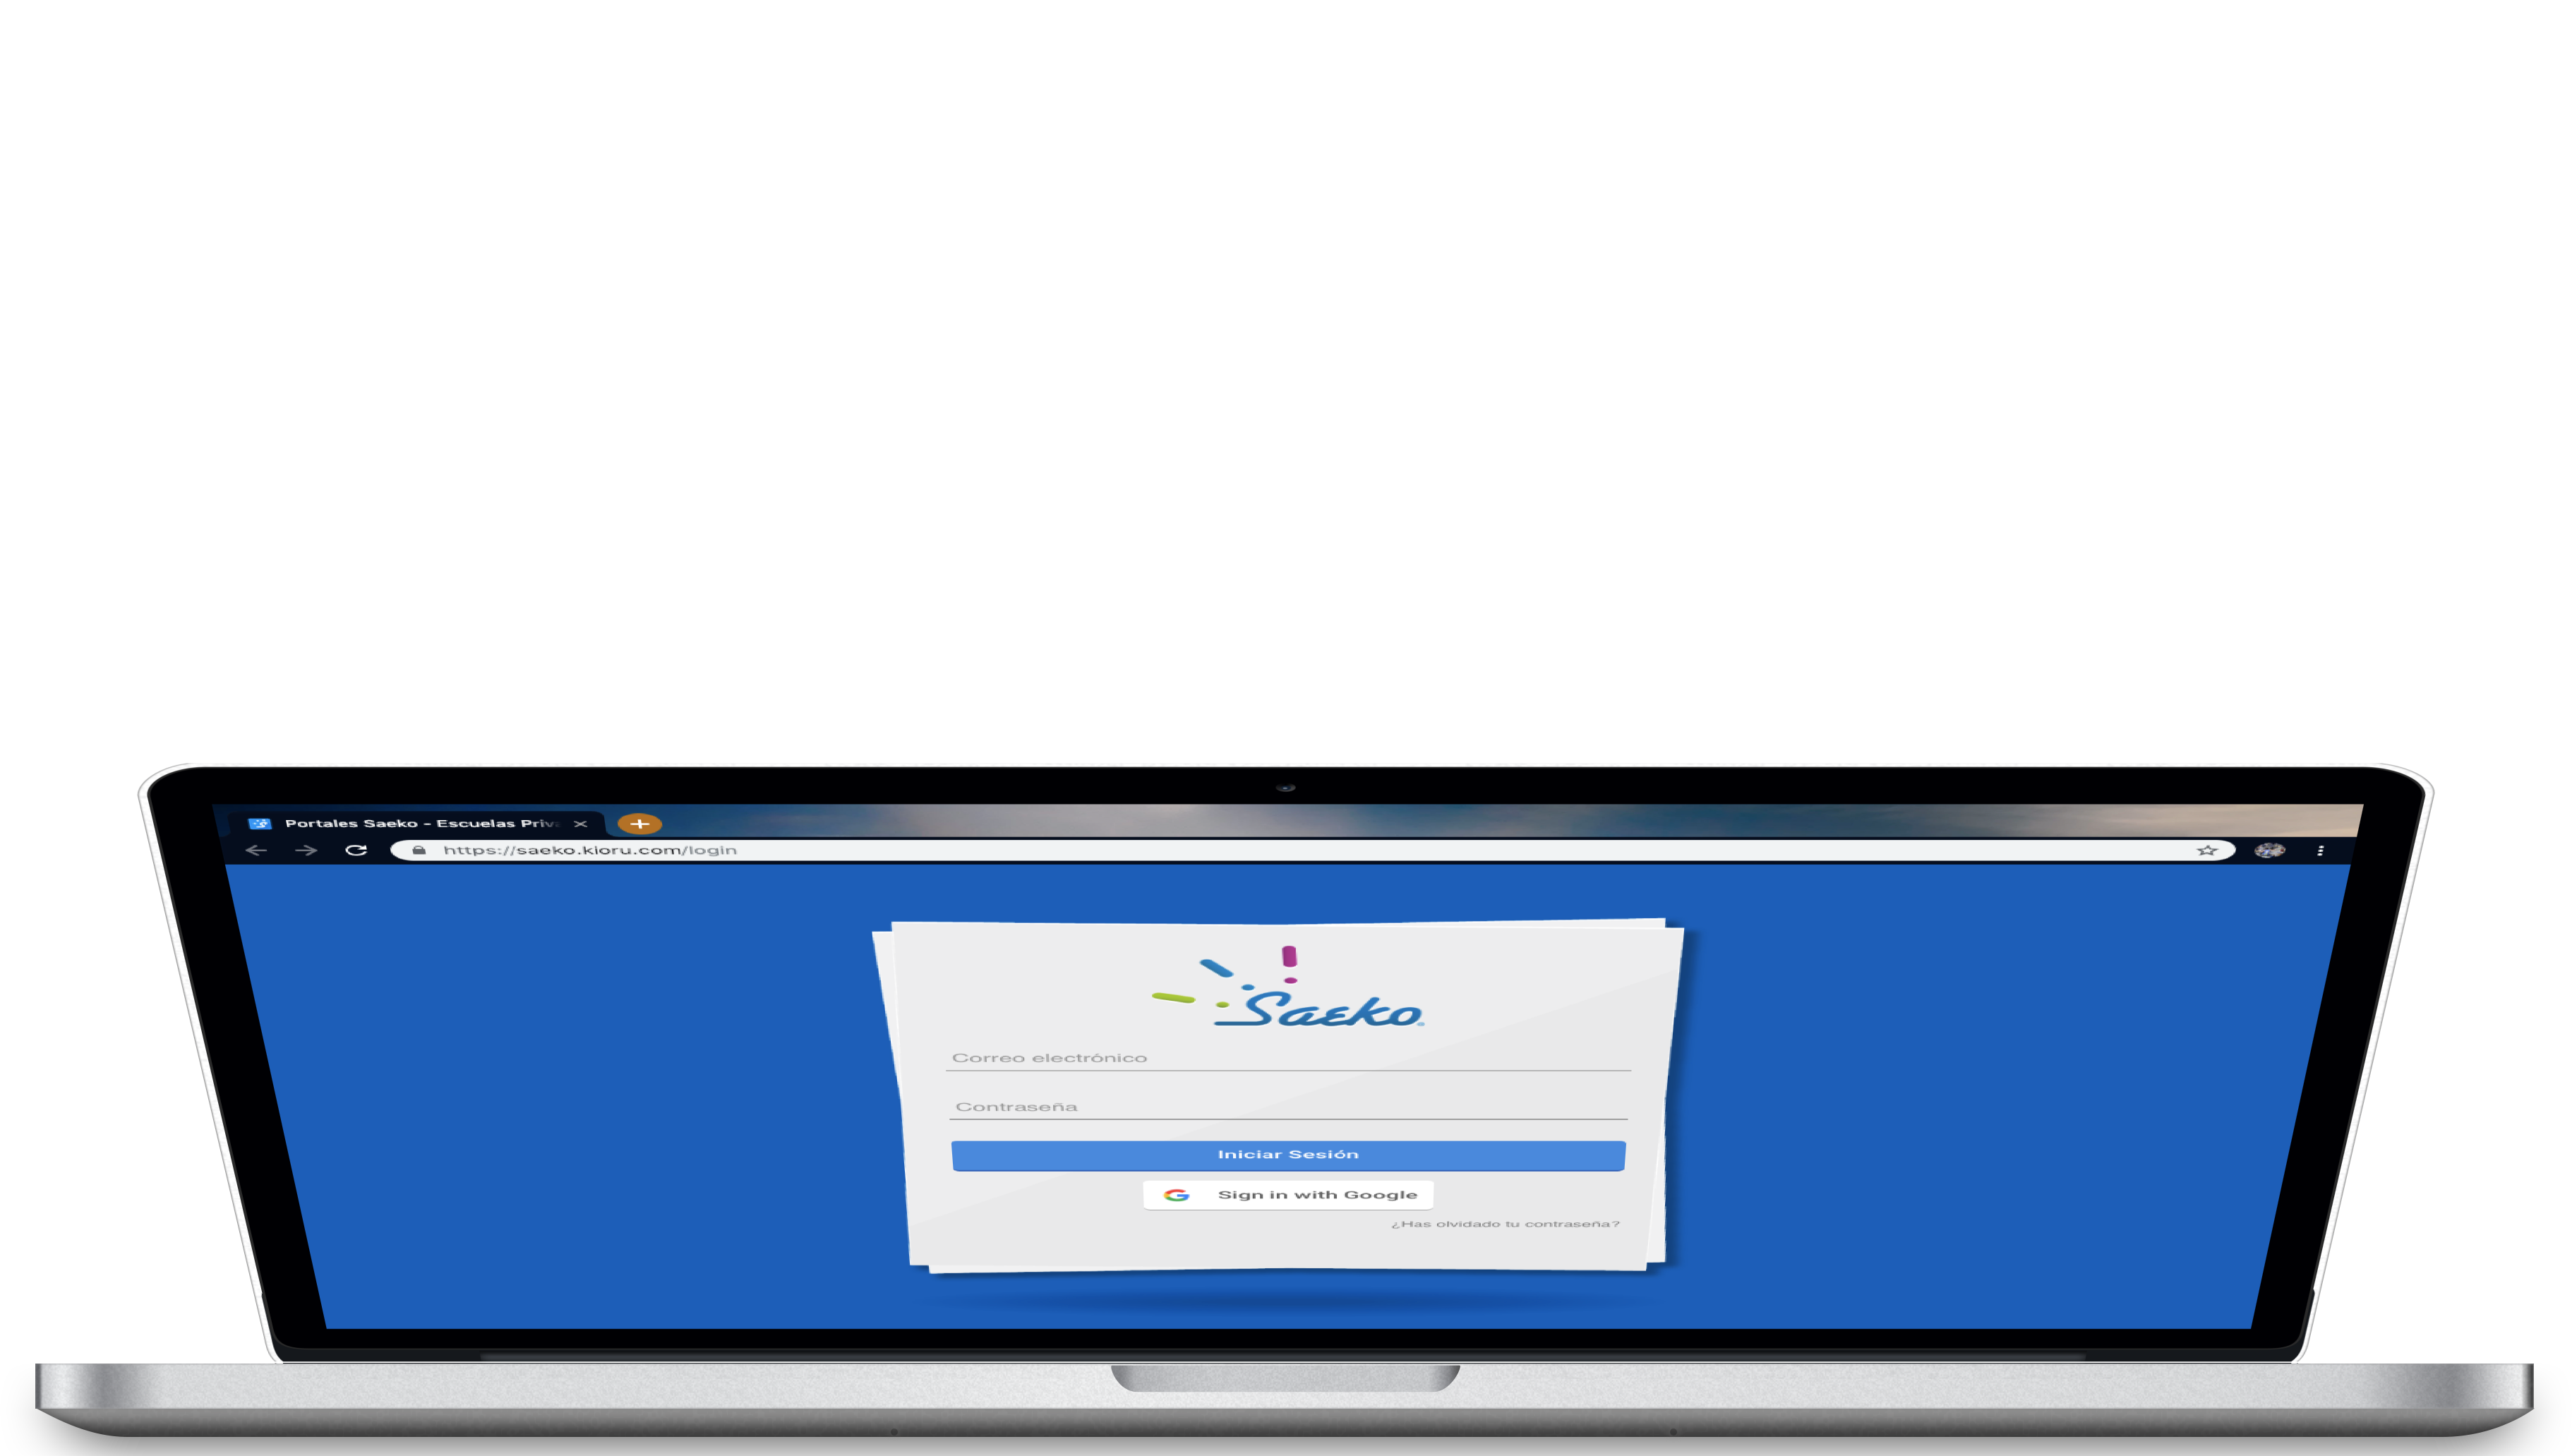 Portales Saeko - Escuelas Priv
https://saeko.kioru.com/login
Saeko
Correo electrónico
Contraseña
Iniciar Sesión
Sign in with Google
¿Has olvidado tu contraseña?